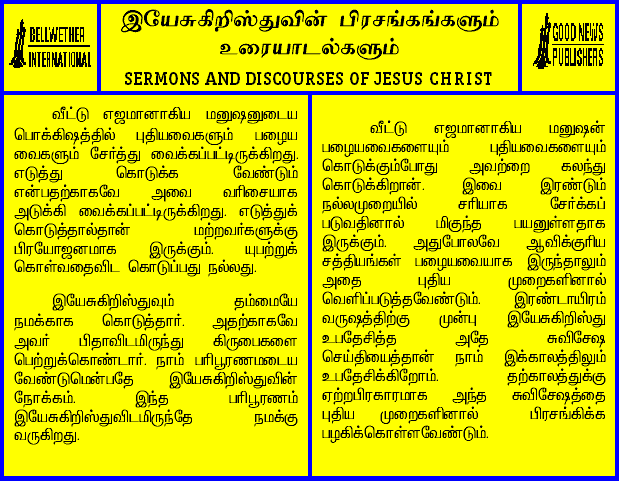 BELLWETHER
INTERNATIONAL
இயேசுகிறிஸ்துவின் பிரசங்கங்களும்
உரையாடல்களும்
SERMONS AND DISCOURSES OF JESUS CHRIST
GOOD NEWS
PUBLISHERS
வீட்டு எஜமானாகிய மனுஷனுடைய
பொக்கிஷத்தில் புதியவைகளும் பழைய
வைகளும் சேர்த்து வைக்கப்பட்டிருக்கிறது.
எடுத்து கொடுக்க வேண்டும்
என்பதற்காகவே அவை வரிசையாக
அடுக்கி வைக்கப்பட்டிருக்கிறது. எடுத்துக்
கொடுத்தால்தான் மற்றவர்களுக்கு
பிரயோஜனமாக இருக்கும். யுபற்றுக்
கொள்வதைவிட கொடுப்பது நல்லது.
இயேசுகிறிஸ்துவும் தம்மையே
நமக்காக கொடுத்தார். அதற்காகவே
அவர் பிதாவிடமிருந்து கிருபைகளை
பெற்றுக்கொண்டார். நாம் பரிபூரணமடைய
வேண்டுமென்பதே இயேசுகிறிஸ்துவின்
நோக்கம். இந்த பரிபூரணம்
இயேசுகிறிஸ்துவிடமிருந்தே நமக்கு
வருகிறது.
வீட்டு எஜமானாகிய மனுஷன்
பழையவைகளையும் புதியவைகளையும்
கொடுக்கும்போது அவற்றை கலந்து
கொடுக்கிறான். இவை இரண்டும்
நல்லமுறையில் சரியாக சேர்க்கப்
படுவதினால் மிகுந்த பயனுள்ளதாக
இருக்கும். அதுபோலவே ஆவிக்குரிய
சத்தியங்கள் பழையவையாக இருந்தாலும்
அதை புதிய முறைகளினால்
வெளிப்படுத்தவேண்டும். இரண்டாயிரம்
வருஷத்திற்கு முன்பு இயேசுகிறிஸ்து
உபதேசித்த அதே சுவிசேஷ
செய்தியைத்தான் நாம் இக்காலத்திலும்
உபதேசிக்கிறோம். தற்காலத்துக்கு
ஏற்றபிரகாரமாக அந்த சுவிசேஷத்தை
புதிய முறைகளினால் பிரசங்கிக்க
பழகிக்கொள்ளவேண்டும்.